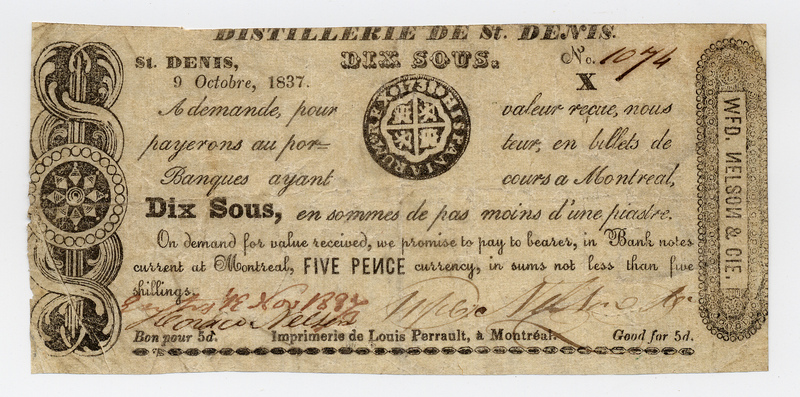 DISTILLERIE DE St. DENIS.
St. DENIS, DIX SOUS. No. 1074
9 Octobre, 1837. X
A demande, pour valeur reçue, nous
payerons au por= teur, en billets de
Banques ayant cours a Montreal,
Dix Sous, en sommes de pas moins d'une piastre.
On demand for value received, we promise to pay to bearer, in Bank notes
current at Montreal, FIVE PENCE currency, in sums not less than five
shillings.
Nelson
Bon pour 5d. Imprimerie de Louis Perrault, à Montréal. Good for 5d.
WFD. NELSON & CIE.